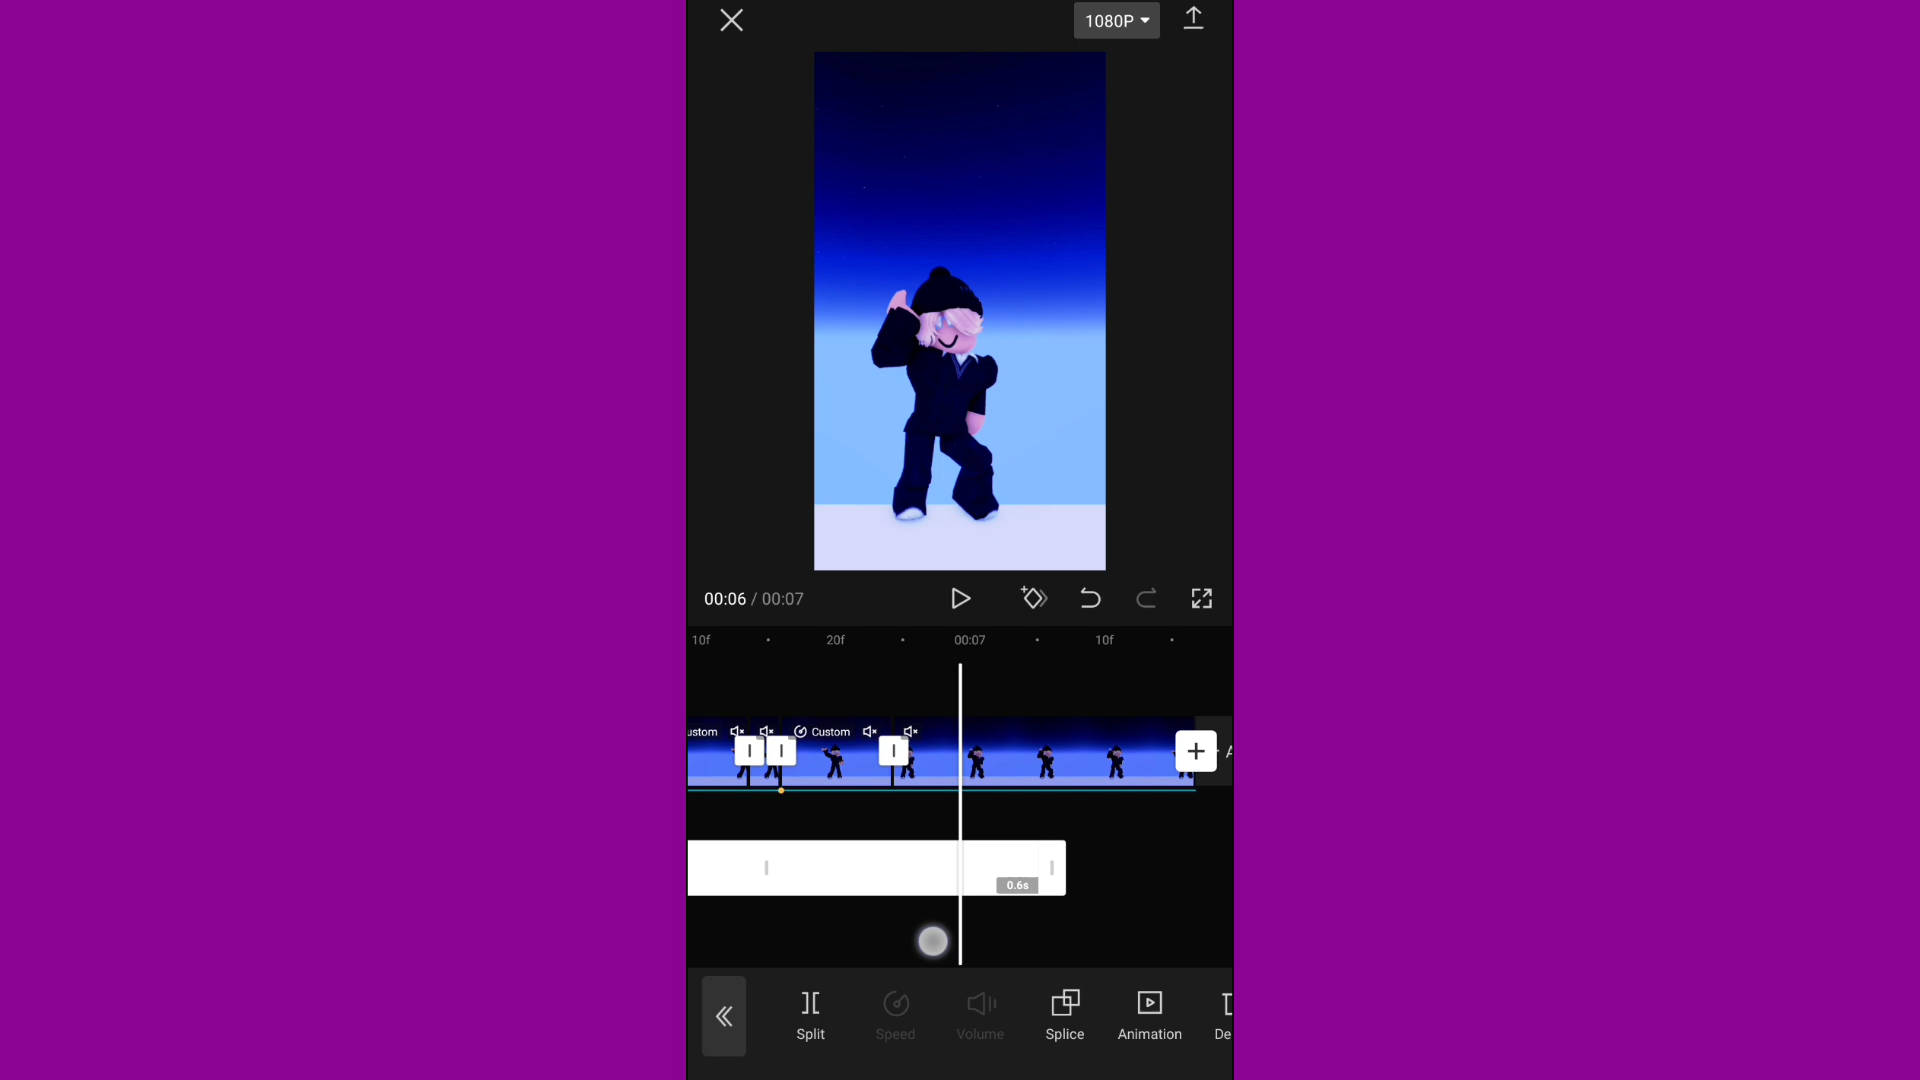 1080P
00:06 / 00:07
10f 20f 00:07 10f
ustom Custom
A
0.6s
Split Speed Volume Splice Animation De